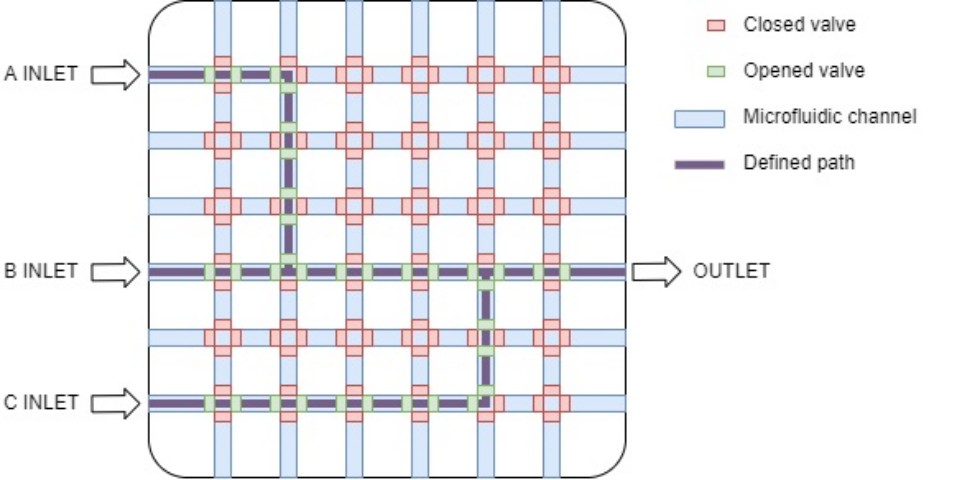 A INLET
B INLET
C INLET
OUTLET
Closed valve
Opened valve
Microfluidic channel
Defined path